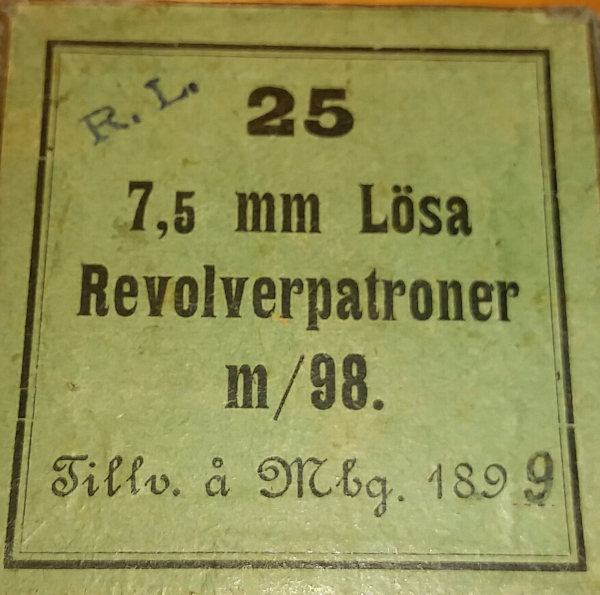 R. L.
25
7,5 mm Lösa
Revolverpatroner
m/98.
Tillv. å Mbg. 1899